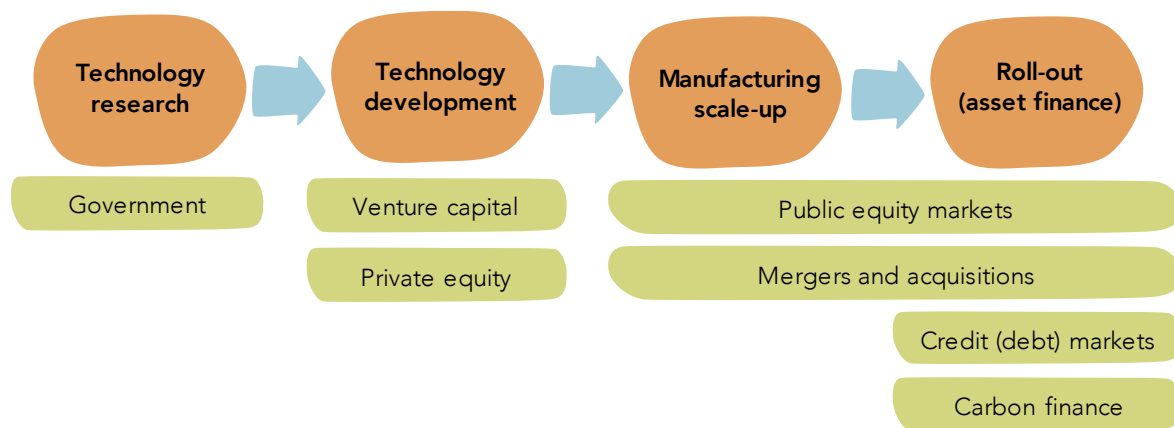 Technology
research
Technology
development
Manufacturing
scale-up
Roll-out
(asset finance)
Government
Venture capital
Public equity markets
Private equity
Mergers and acquisitions
Credit (debt) markets
Carbon finance